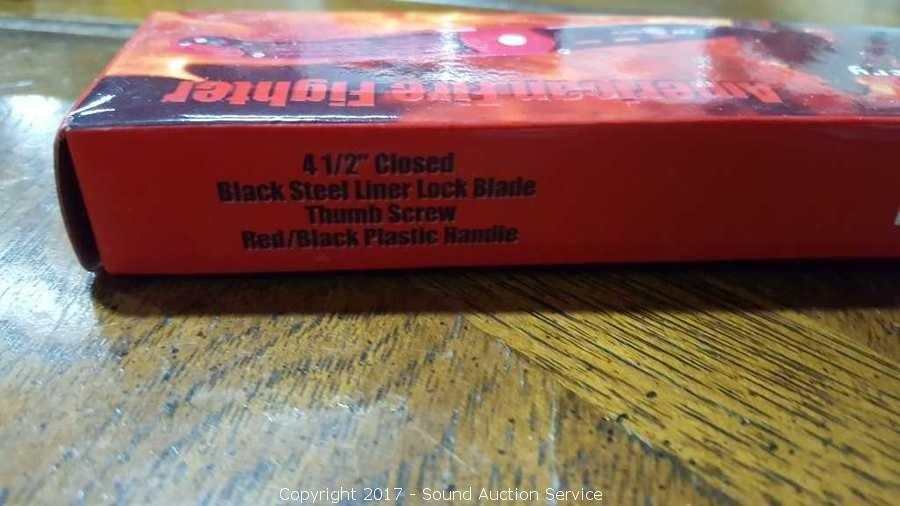 American Fire Fighter
4 1/2" Closed
Black Steel Liner Lock Blade
Thumb Screw
Red/Black Plastic Handle
Copyright 2017 - Sound Auction Service